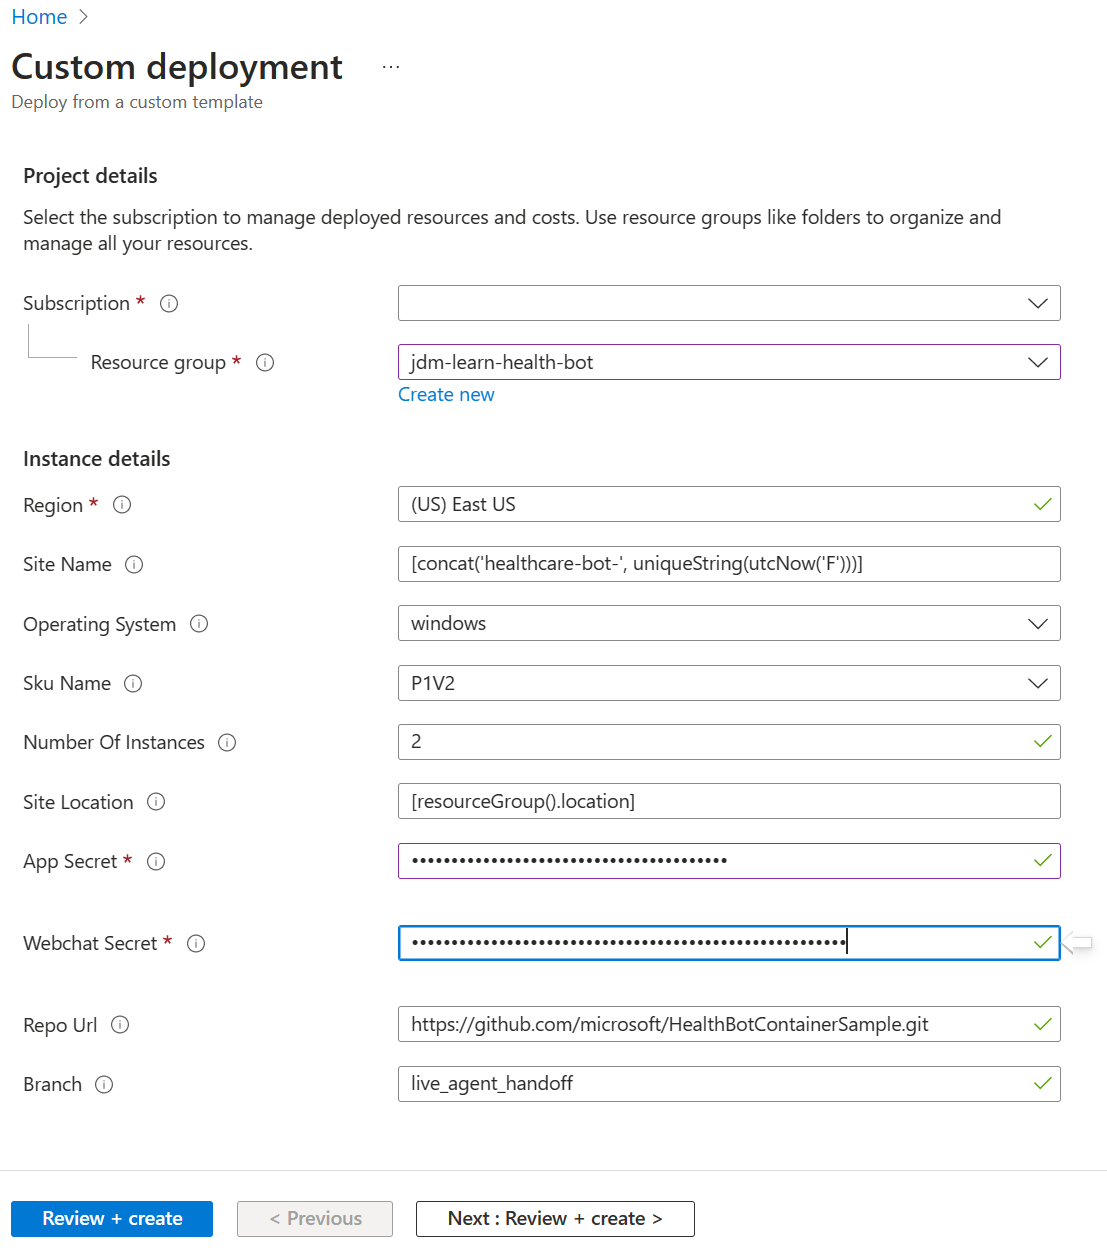 Home >
Custom deployment ...
Deploy from a custom template
Project details
Select the subscription to manage deployed resources and costs. Use resource groups like folders to organize and
manage all your resources.
Subscription *
Resource group * jdm-learn-health-bot
Create new
Instance details
Region * (US) East US
Site Name [concat('healthcare-bot-', uniqueString(utcNow('F')))]
Operating System windows
Sku Name P1V2
Number Of Instances 2
Site Location [resourceGroup().location]
App Secret * ••••••••••••••••••••••••••••••••••••••••
Webchat Secret * •••••••••••••••••••••••••••••••••••••••••••••••••••••••
Repo Url https://github.com/microsoft/HealthBotContainerSample.git
Branch live_agent_handoff
Review + create < Previous Next : Review + create >